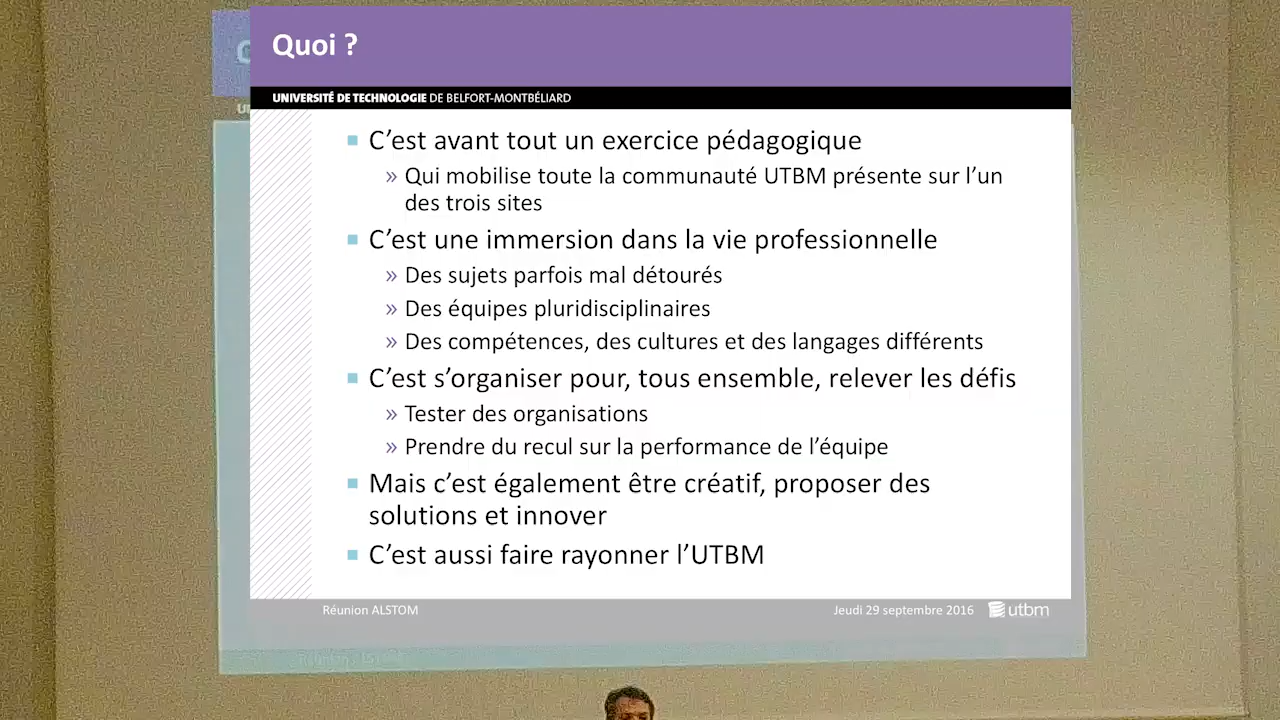 Quoi ?
UNIVERSITÉ DE TECHNOLOGIE DE BELFORT-MONTBÉLIARD
C’est avant tout un exercice pédagogique
» Qui mobilise toute la communauté UTBM présente sur l’un
des trois sites
C’est une immersion dans la vie professionnelle
» Des sujets parfois mal détourés
» Des équipes pluridisciplinaires
» Des compétences, des cultures et des langages différents
C’est s’organiser pour, tous ensemble, relever les défis
» Tester des organisations
» Prendre du recul sur la performance de l’équipe
Mais c’est également être créatif, proposer des
solutions et innover
C’est aussi faire rayonner l’UTBM
Réunion ALSTOM
Jeudi 29 septembre 2016
utbm